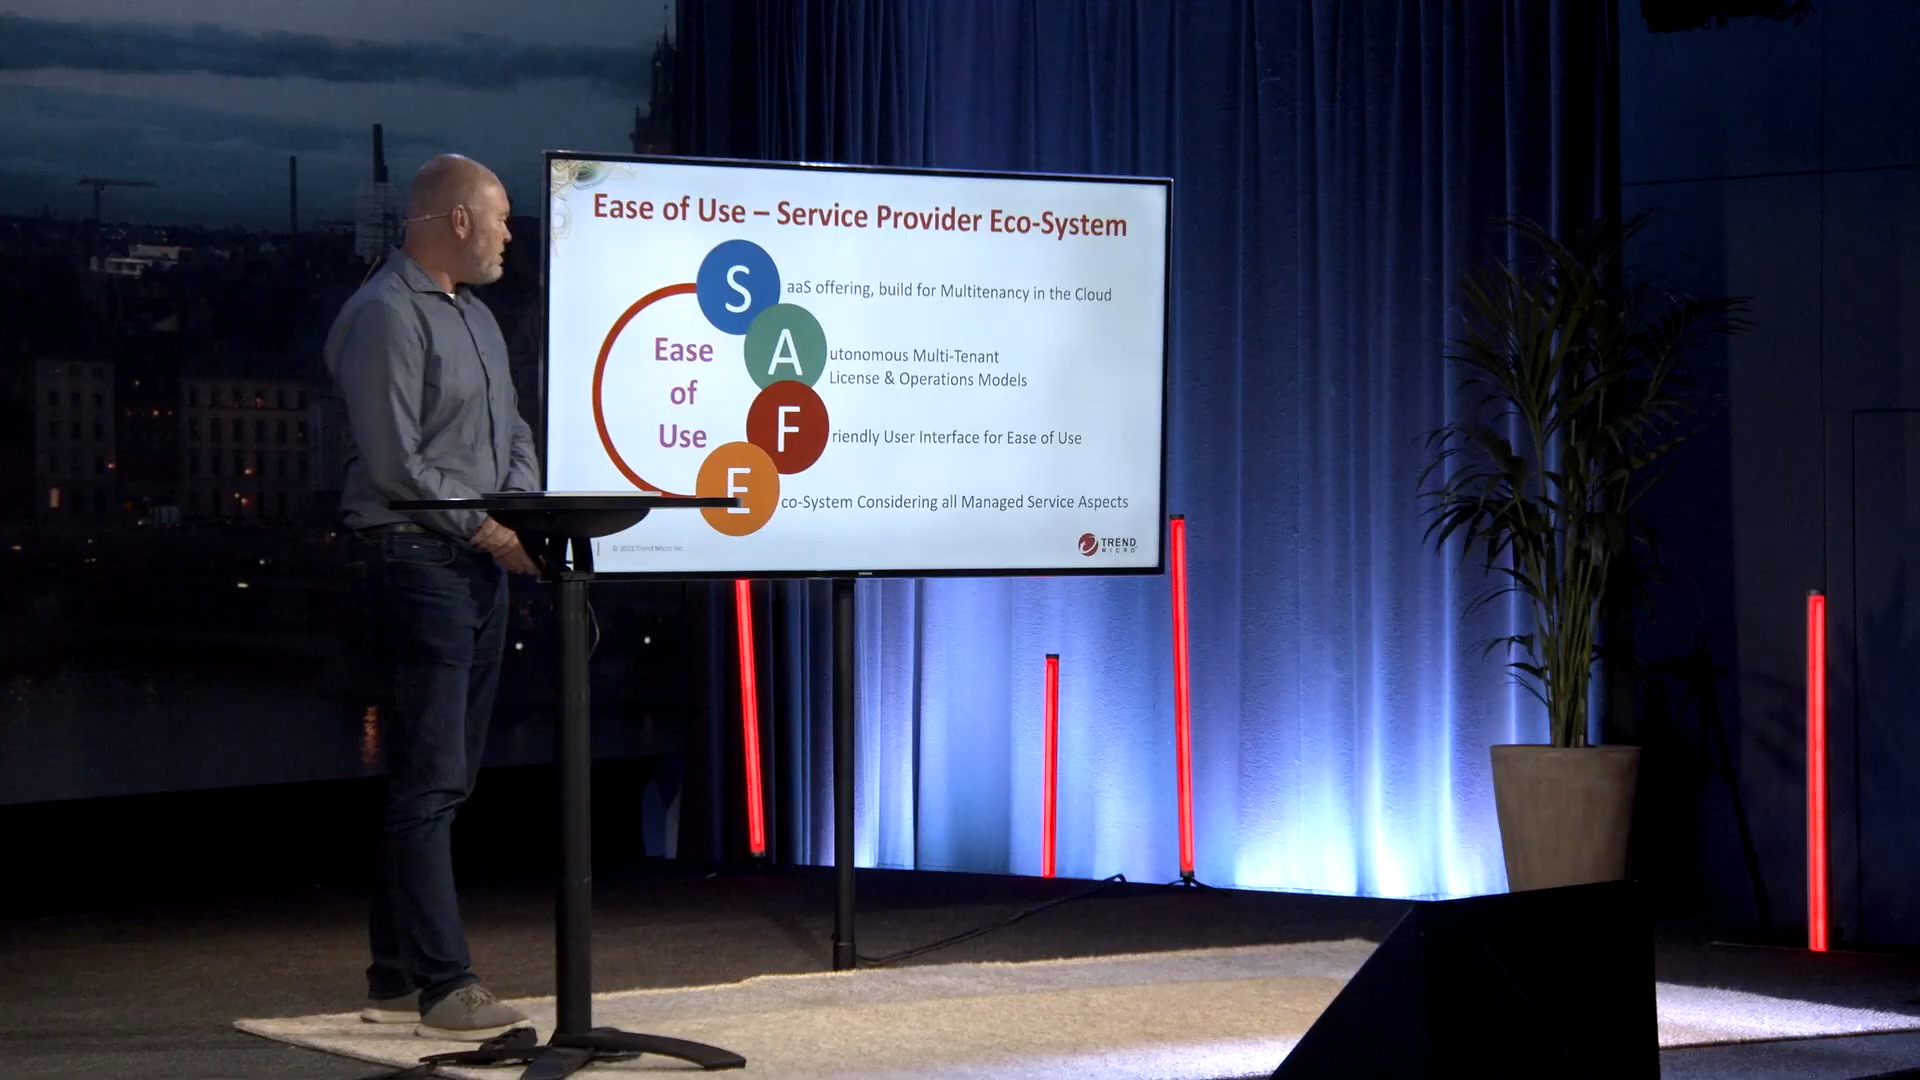 Ease of Use – Service Provider Eco-System
S aaS offering, build for Multitenancy in the Cloud
Ease
of
Use
A utonomous Multi-Tenant
License & Operations Models
F riendly User Interface for Ease of Use
E co-System Considering all Managed Service Aspects
TREND
MICRO